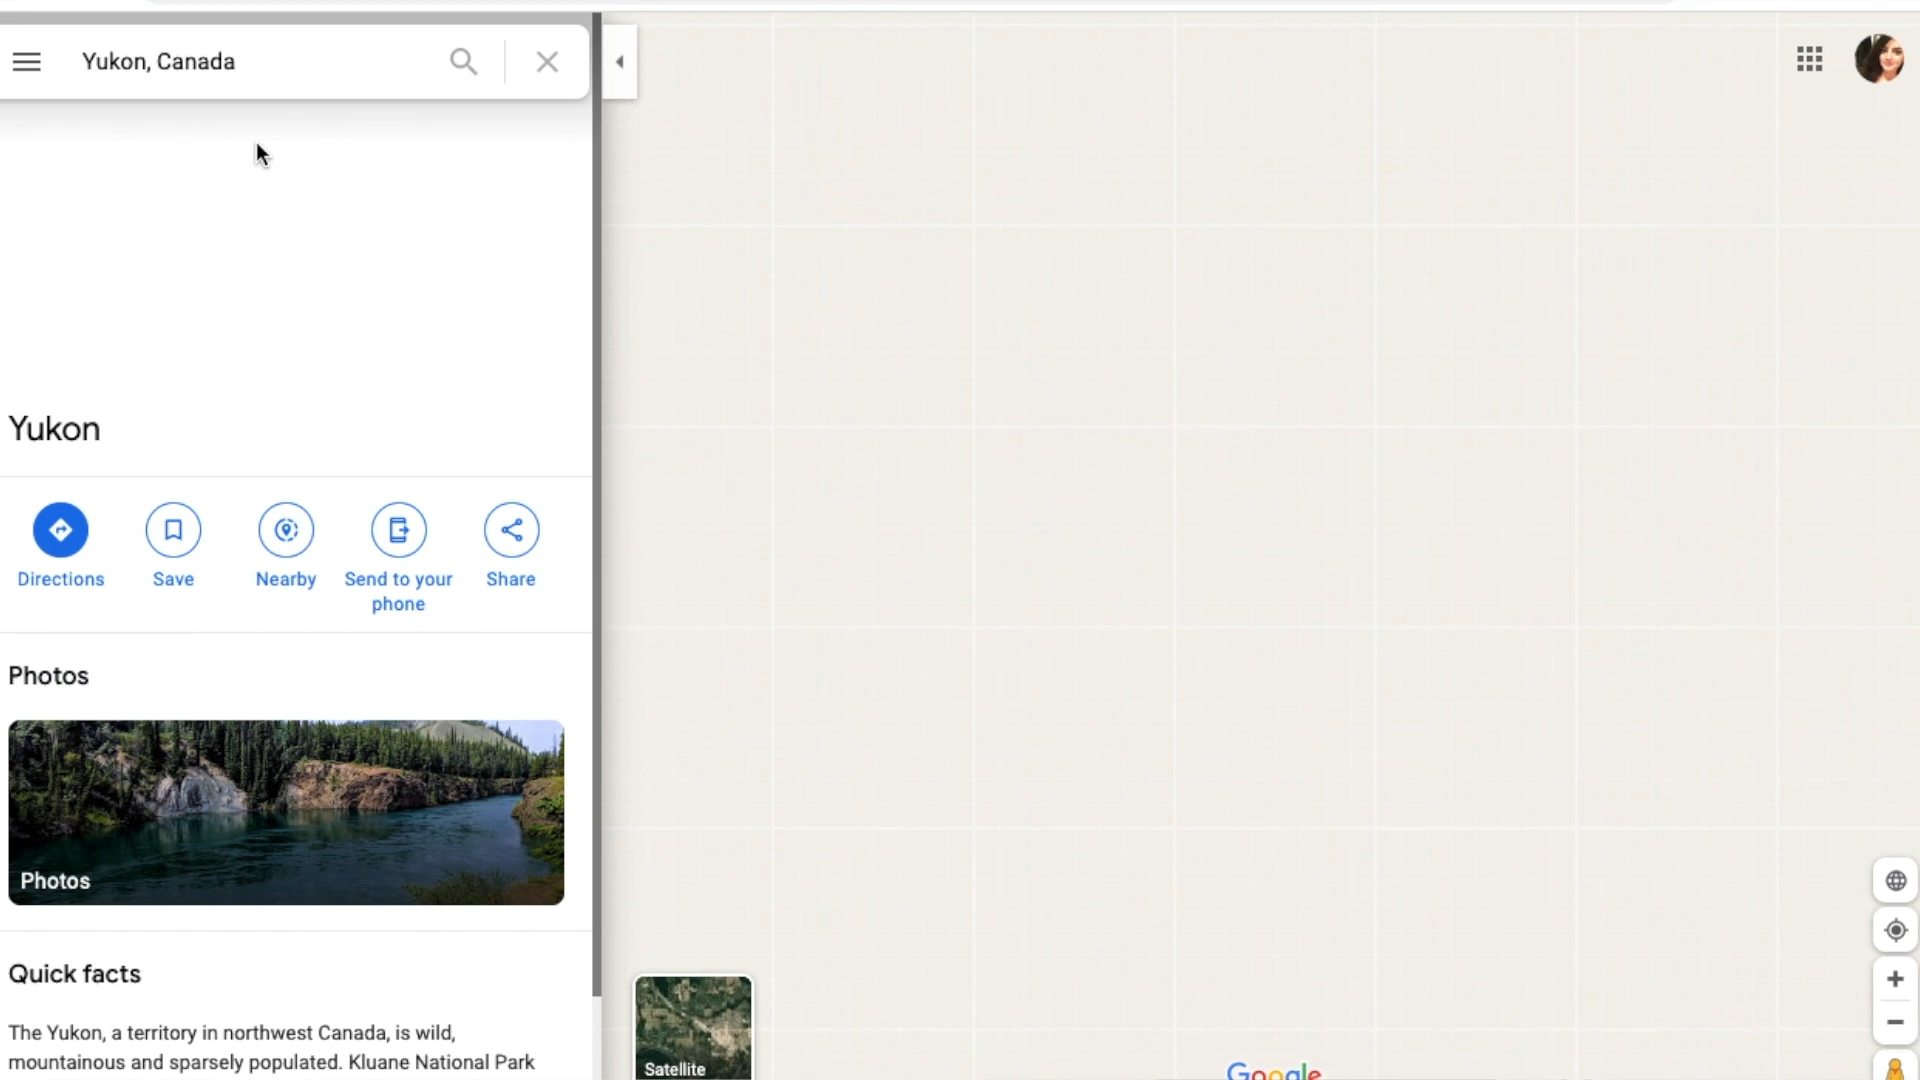 Yukon, Canada
Yukon
Directions
Save
Nearby
Send to your
phone
Share
Photos
Photos
Quick facts
The Yukon, a territory in northwest Canada, is wild,
mountainous and sparsely populated. Kluane National Park
Satellite
Google